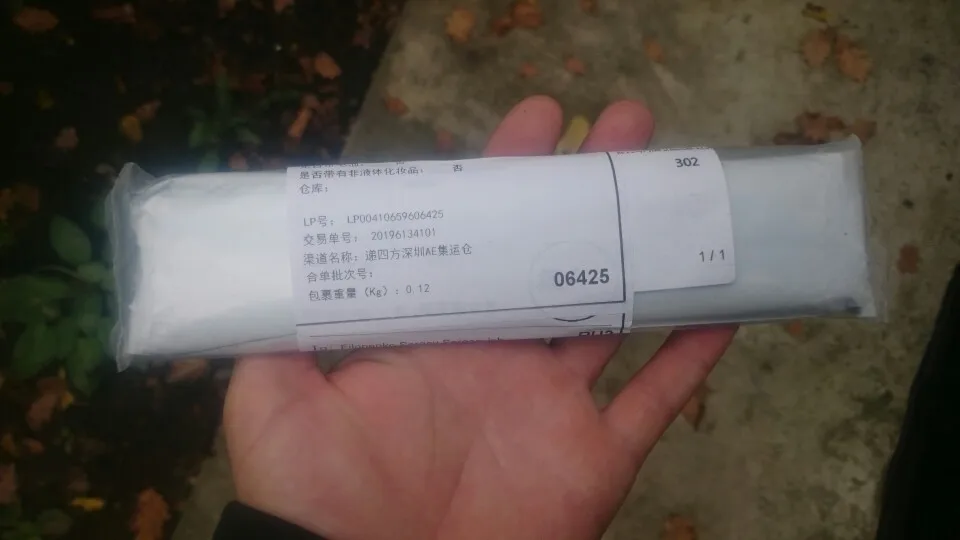 是否带有非液体化妆品： 否
仓库：
LP号： LP00410659606425
交易单号： 20196134101
渠道名称：递四方深圳AE集运仓
合单批次号：
包裹重量（Kg）：0.12
06425
302
1 / 1